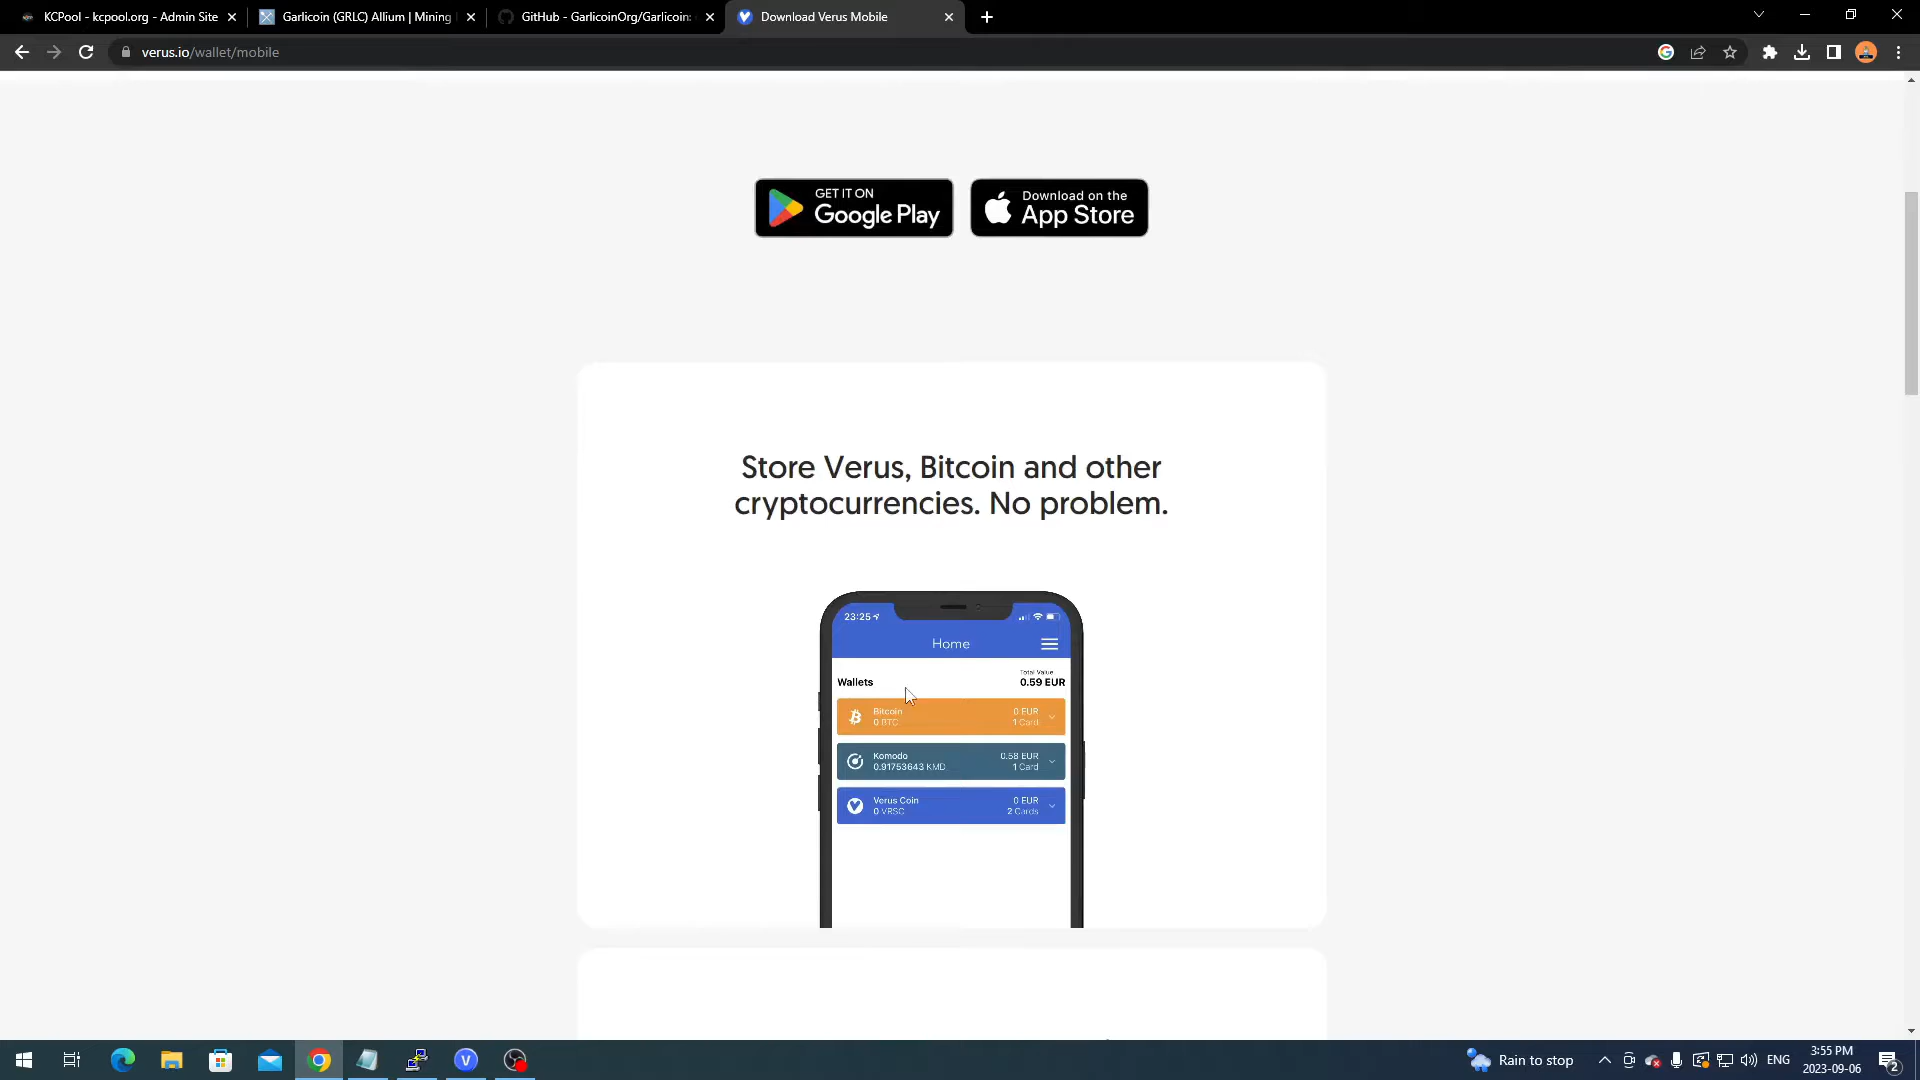 KCPool - kcpool.org - Admin Site
Garlicoin (GRLC) Allium | Mining
GitHub - GarlicoinOrg/Garlicoin:
Download Verus Mobile
verus.io/wallet/mobile
GET IT ON
Google Play
Download on the
App Store
Store Verus, Bitcoin and other
cryptocurrencies. No problem.
23:25
Home
Total Value
Wallets 0.59 EUR
Bitcoin 0 EUR
0 BTC 1 Card
Komodo 0.58 EUR
0.91753643 KMD 1 Card
Verus Coin 0 EUR
0 VRSC 2 Cards
Rain to stop
ENG
3:55 PM
2023-09-06
2